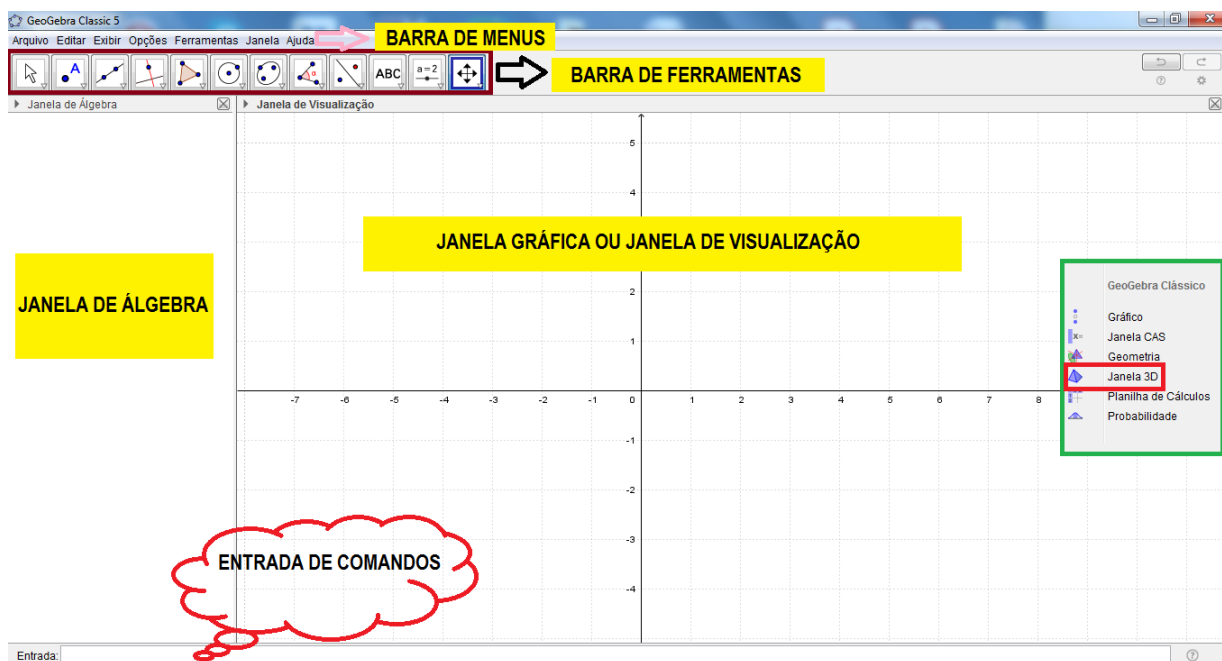 GeoGebra Classic 5
Arquivo Editar Exibir Opções Ferramentas Janela Ajuda
BARRA DE MENUS
A
ABC
a=2
BARRA DE FERRAMENTAS
Janela de Álgebra
Janela de Visualização
5
4
JANELA GRÁFICA OU JANELA DE VISUALIZAÇÃO
JANELA DE ÁLGEBRA
2
1
GeoGebra Clássico
Gráfico
x=
Janela CAS
Geometria
Janela 3D
Planilha de Cálculos
Probabilidade
-7 -6 -5 -4 -3 -2 -1 0 1 2 3 4 5 6 7 8
-1
-2
-3
-4
ENTRADA DE COMANDOS
Entrada: